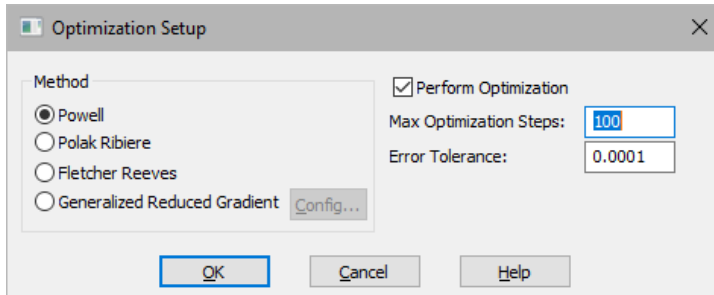 Optimization Setup
Method
Powell
Polak Ribiere
Fletcher Reeves
Generalized Reduced Gradient Config...
Perform Optimization
Max Optimization Steps: 100
Error Tolerance: 0.0001
OK Cancel Help